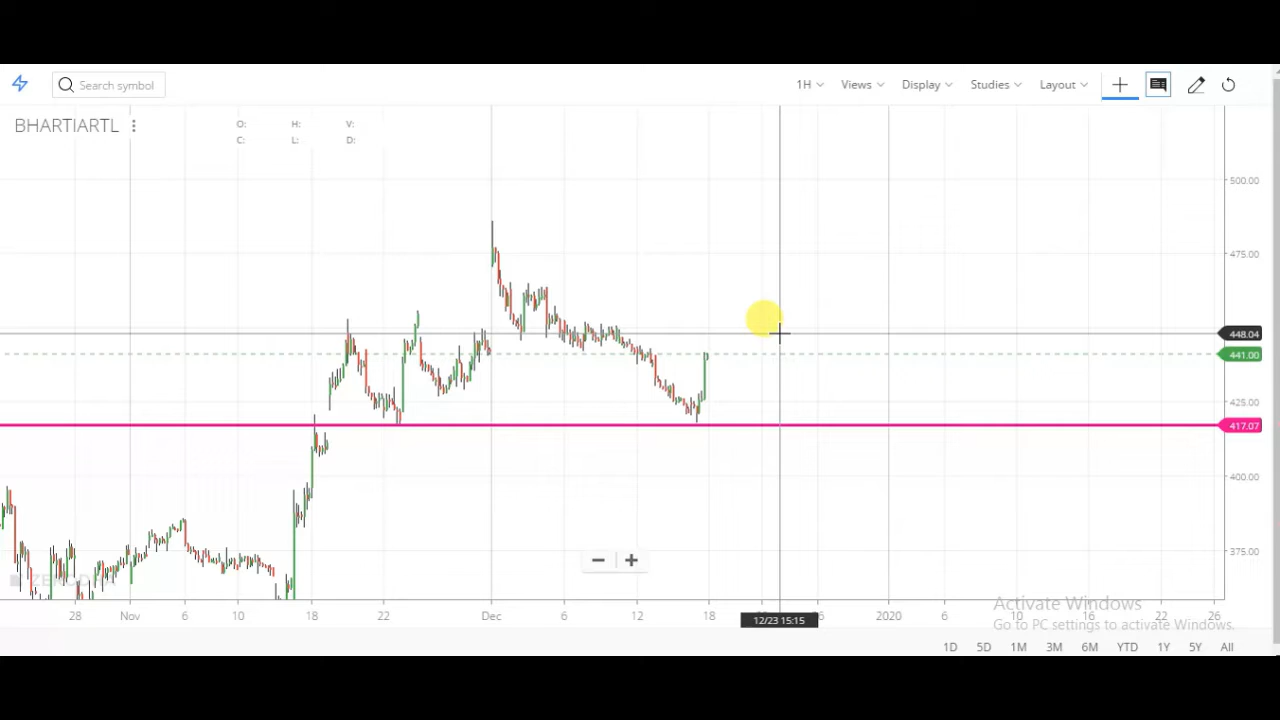 Search symbol 1H Views Display Studies Layout
BHARTIARTL O: H: V:
C: L: D:
500.00
475.00
448.04
441.00
425.00
417.07
400.00
375.00
28 Nov 6 10 18 22 Dec 6 12 18 2020 6 10 16 22 26
12/23 15:15
Activate Windows
Go to PC settings to activate Windows.
1D 5D 1M 3M 6M YTD 1Y 5Y All